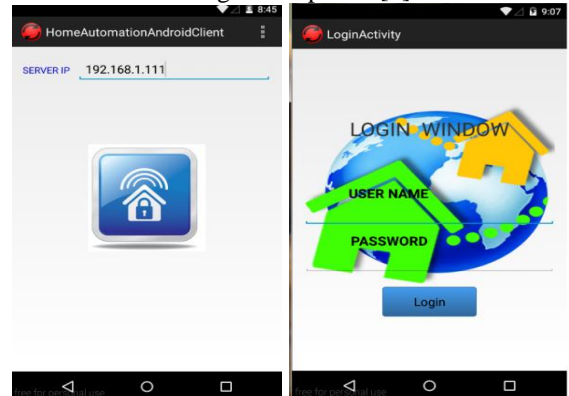 8:45
HomeAutomationAndroidClient
SERVER IP 192.168.1.111
free for personal use
9:07
LoginActivity
LOGIN WINDOW
USER NAME
PASSWORD
Login
free for personal use